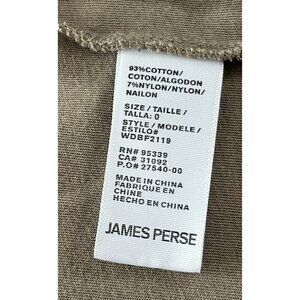 93%COTTON/
COTON/ALGODON
7%NYLON/NYLON/
NAILON
SIZE / TAILLE /
TALLA: 0
STYLE / MODELE /
ESTILO#
WDBF2119
RN# 95339
CA# 31092
P.O# 27540-00
MADE IN CHINA
FABRIQUE EN
CHINE
HECHO EN CHINA
JAMES PERSE